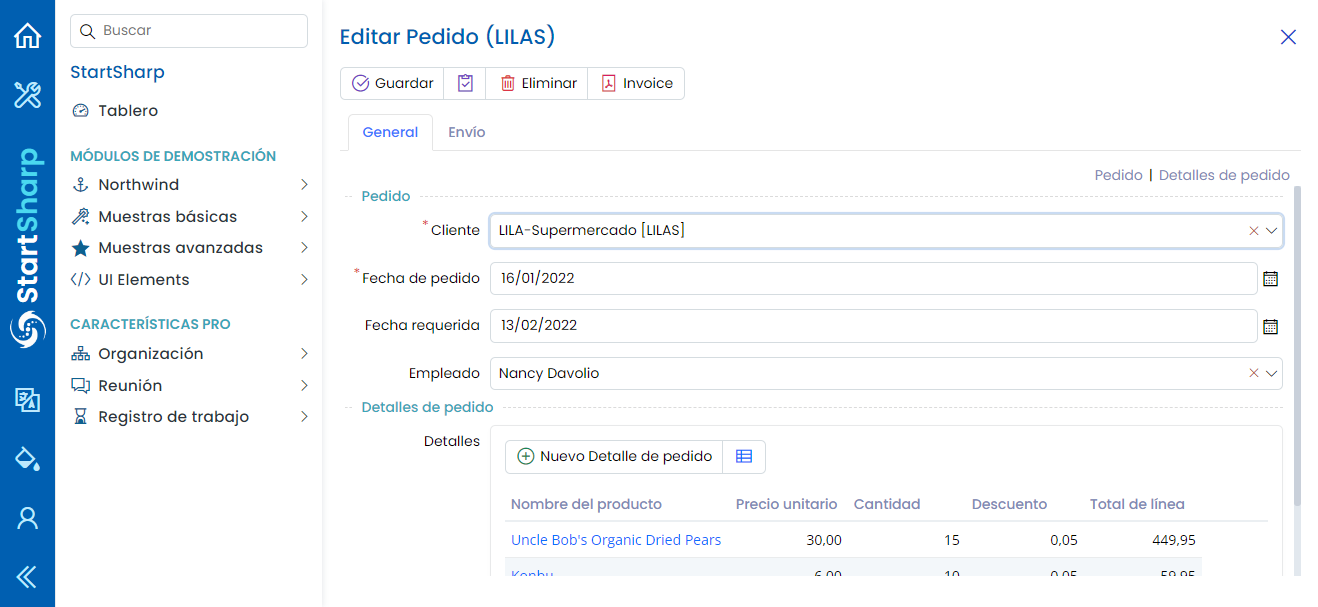 Buscar
StartSharp
Tablero
MÓDULOS DE DEMOSTRACIÓN
Northwind
Muestras básicas
Muestras avanzadas
UI Elements
CARACTERÍSTICAS PRO
Organización
Reunión
Registro de trabajo
StartSharp
Editar Pedido (LILAS)
Guardar Eliminar Invoice
General Envío
Pedido | Detalles de pedido
Pedido
* Cliente LILA-Supermercado [LILAS]
* Fecha de pedido 16/01/2022
Fecha requerida 13/02/2022
Empleado Nancy Davolio
Detalles de pedido
Detalles
Nuevo Detalle de pedido
Nombre del producto Precio unitario Cantidad Descuento Total de línea
Uncle Bob's Organic Dried Pears 30,00 15 0,05 449,95
Konbu 6,00 10 0,05 59,95